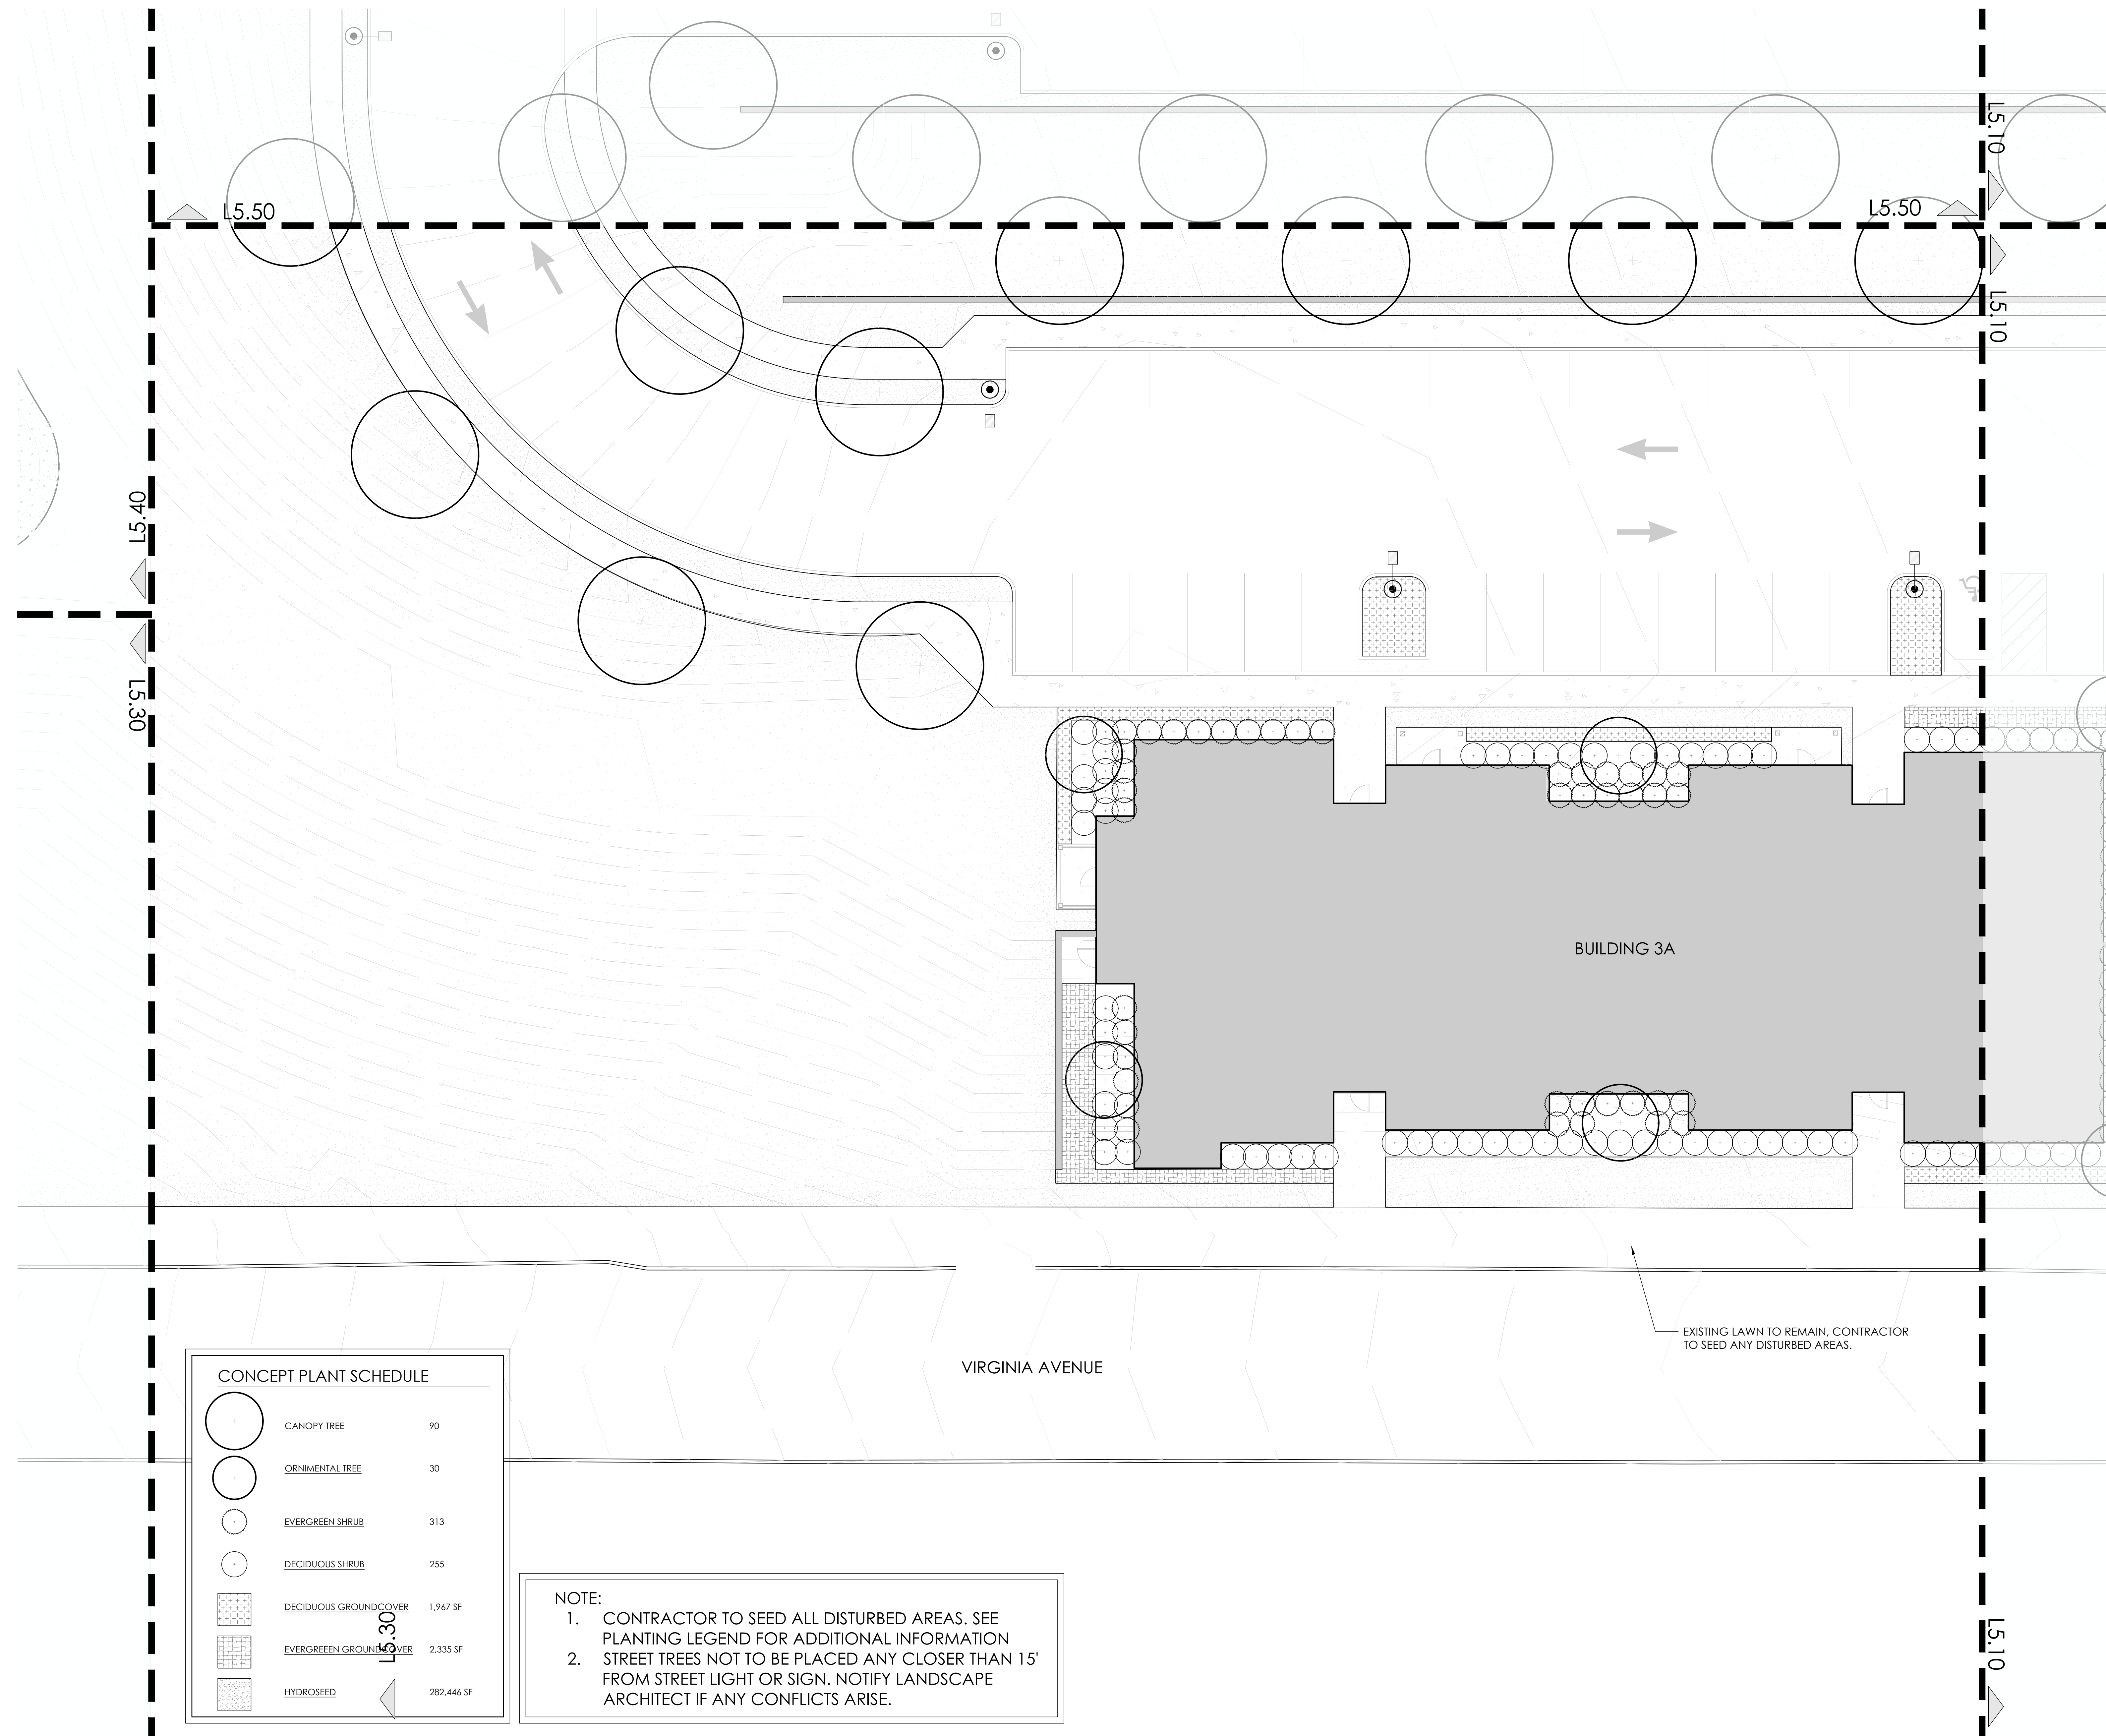 L5.10
L5.50
L5.50
L5.10
L5.40
L5.30
BUILDING 3A
EXISTING LAWN TO REMAIN, CONTRACTOR
TO SEED ANY DISTURBED AREAS.
VIRGINIA AVENUE
CONCEPT PLANT SCHEDULE
CANOPY TREE 90
ORNIMENTAL TREE 30
EVERGREEN SHRUB 313
DECIDUOUS SHRUB 255
DECIDUOUS GROUNDCOVER 1,967 SF
EVERGREEEN GROUNDCOVER 2,335 SF
HYDROSEED 282,446 SF
L5.30
NOTE:
1. CONTRACTOR TO SEED ALL DISTURBED AREAS. SEE
PLANTING LEGEND FOR ADDITIONAL INFORMATION
2. STREET TREES NOT TO BE PLACED ANY CLOSER THAN 15'
FROM STREET LIGHT OR SIGN. NOTIFY LANDSCAPE
ARCHITECT IF ANY CONFLICTS ARISE.
L5.10